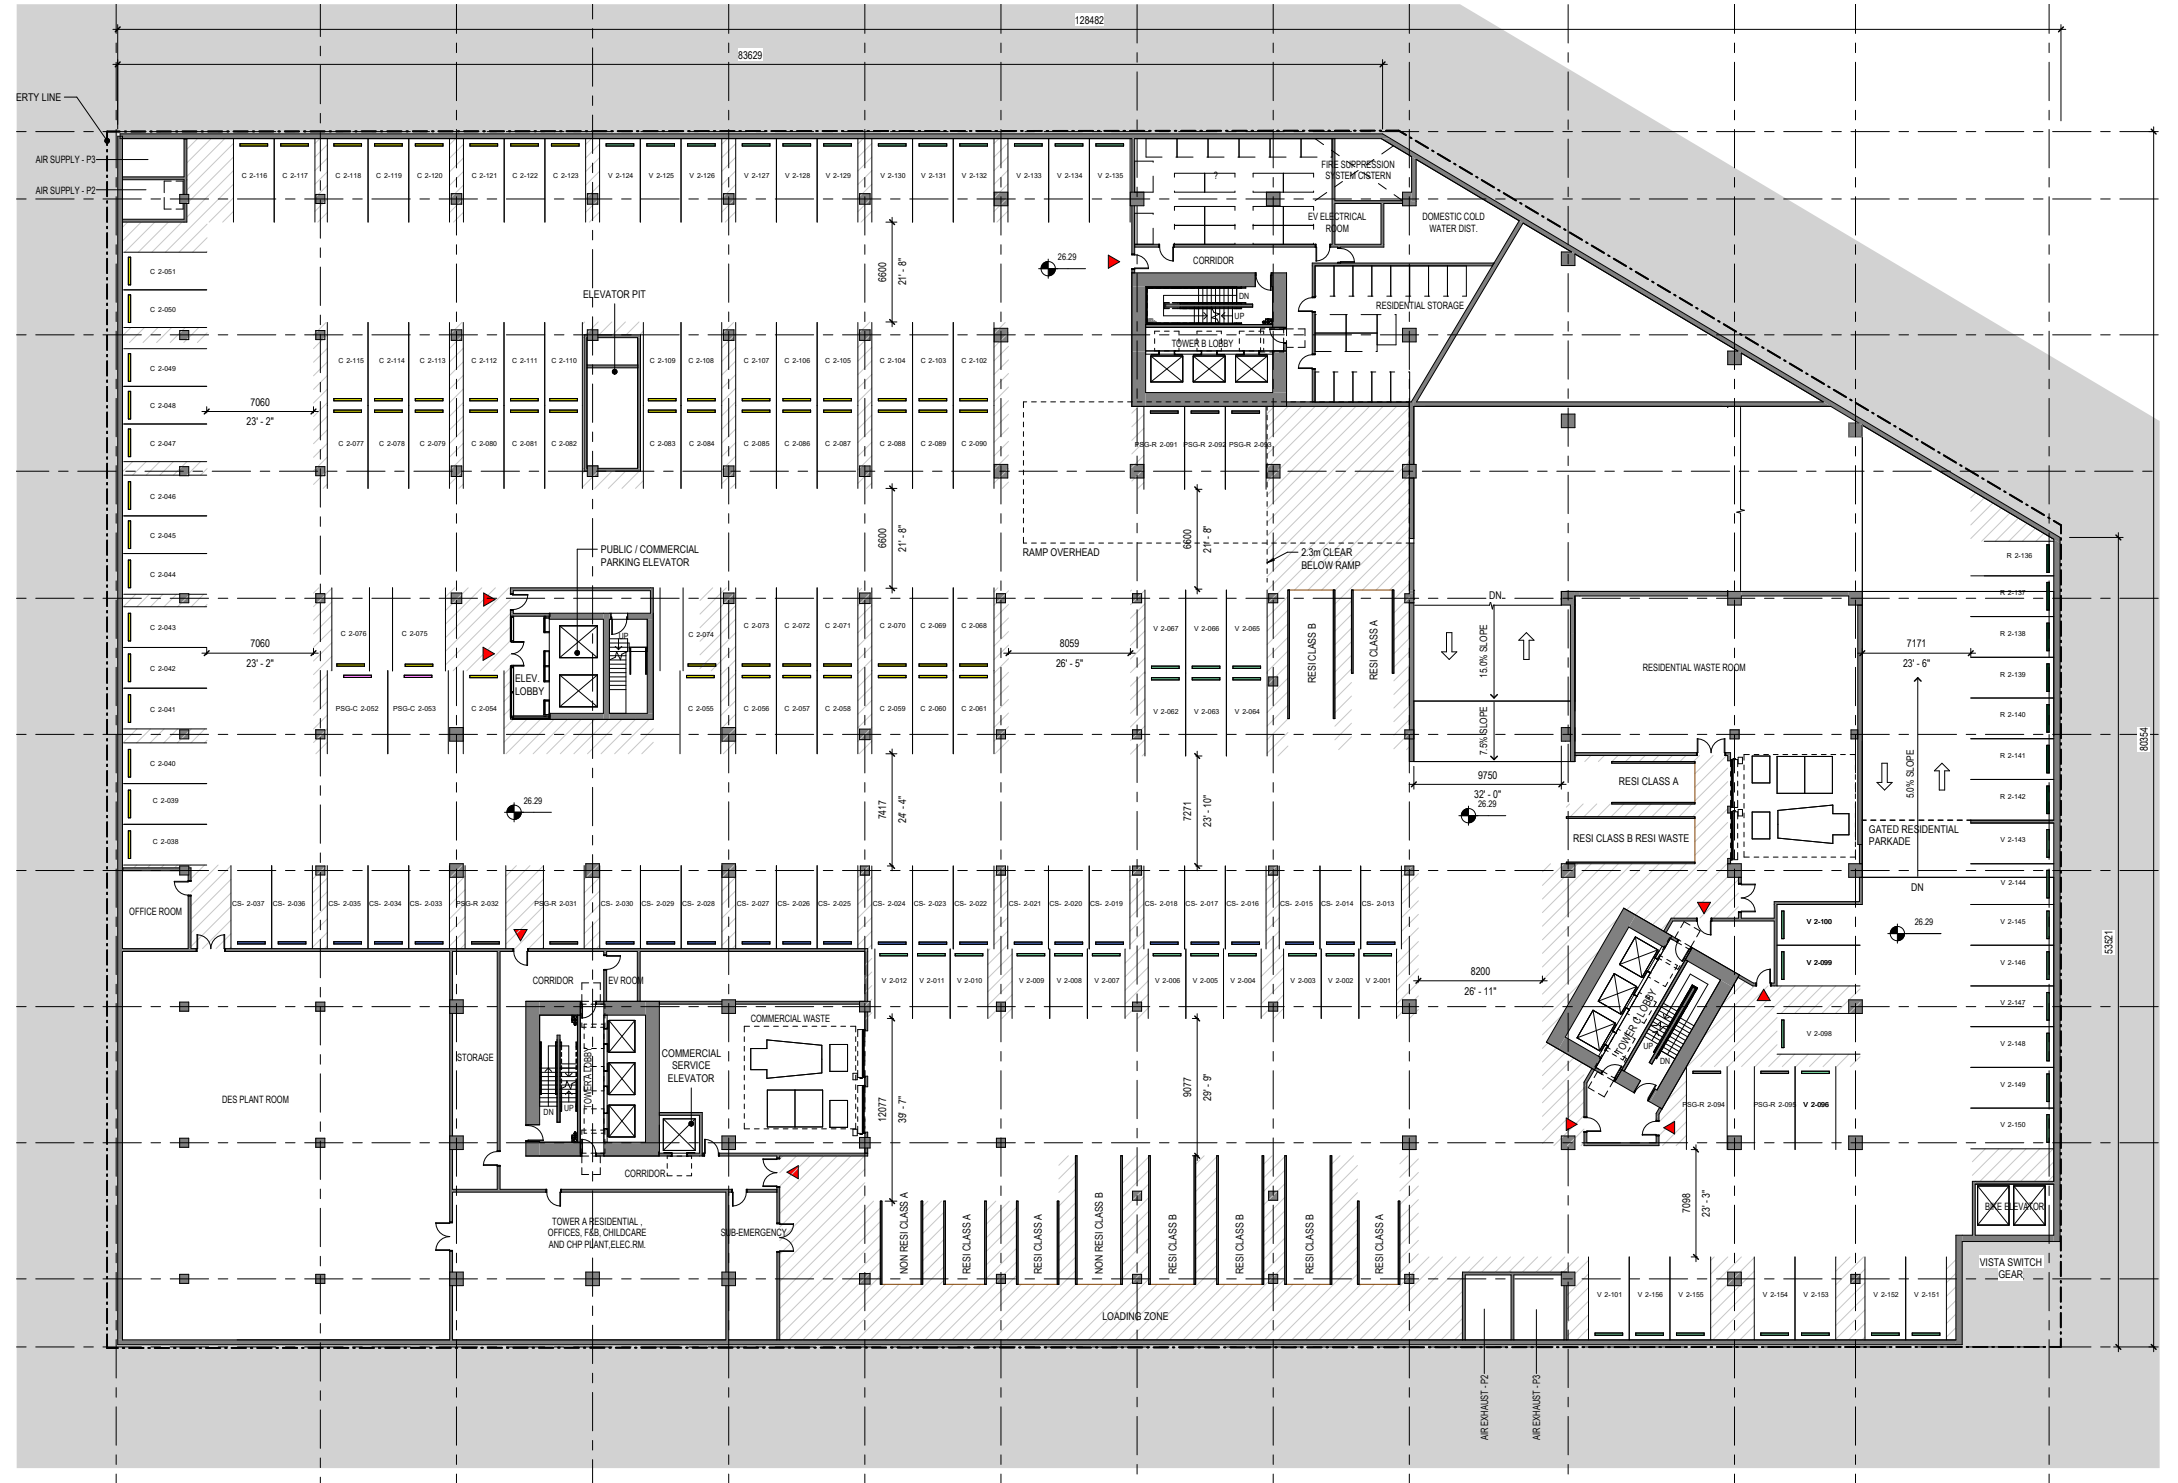 128482
83629
ERTY LINE
AIR SUPPLY - P3
AIR SUPPLY - P2
C 2-116
C 2-117
C 2-118
C 2-119
C 2-120
C 2-121
C 2-122
C 2-123
V 2-124
V 2-125
V 2-126
V 2-127
V 2-128
V 2-129
V 2-130
V 2-131
V 2-132
V 2-133
V 2-134
V 2-135
?
FIRE SUPPRESSION
SYSTEM CISTERN
EV ELECTRICAL
ROOM
DOMESTIC COLD
WATER DIST.
CORRIDOR
26.29
6600
21' - 8"
C 2-051
C 2-050
ELEVATOR PIT
DN
UP
TOWER B LOBBY
RESIDENTIAL STORAGE
C 2-049
C 2-048
C 2-047
7060
23' - 2"
C 2-115
C 2-114
C 2-113
C 2-112
C 2-111
C 2-110
C 2-109
C 2-108
C 2-107
C 2-106
C 2-105
C 2-104
C 2-103
C 2-102
C 2-077
C 2-078
C 2-079
C 2-080
C 2-081
C 2-082
C 2-083
C 2-084
C 2-085
C 2-086
C 2-087
C 2-088
C 2-089
C 2-090
PSG-R 2-091
PSG-R 2-092
PSG-R 2-093
C 2-046
C 2-045
C 2-044
PUBLIC / COMMERCIAL
PARKING ELEVATOR
6600
21' - 8"
RAMP OVERHEAD
6600
21' - 8"
2.3m CLEAR
BELOW RAMP
R 2-136
R 2-137
R 2-138
R 2-139
R 2-140
R 2-141
R 2-142
V 2-143
V 2-144
V 2-145
V 2-146
V 2-147
V 2-148
V 2-149
V 2-150
C 2-043
C 2-042
C 2-041
7060
23' - 2"
C 2-076
C 2-075
UP
C 2-074
C 2-073
C 2-072
C 2-071
C 2-070
C 2-069
C 2-068
8059
26' - 5"
V 2-067
V 2-066
V 2-065
RESI CLASS B
RESI CLASS A
DN
15.0% SLOPE
7.5% SLOPE
RESIDENTIAL WASTE ROOM
7171
23' - 6"
ELEV.
LOBBY
PSG-C 2-052
PSG-C 2-053
C 2-054
C 2-055
C 2-056
C 2-057
C 2-058
C 2-059
C 2-060
C 2-061
V 2-062
V 2-063
V 2-064
80354
C 2-040
C 2-039
C 2-038
26.29
7417
24' - 4"
7271
23' - 10"
9750
32' - 0"
26.29
RESI CLASS A
RESI CLASS B RESI WASTE
5.0% SLOPE
GATED RESIDENTIAL
PARKADE
DN
OFFICE ROOM
CS- 2-037
CS- 2-036
CS- 2-035
CS- 2-034
CS- 2-033
PSG-R 2-032
PSG-R 2-031
CS- 2-030
CS- 2-029
CS- 2-028
CS- 2-027
CS- 2-026
CS- 2-025
CS- 2-024
CS- 2-023
CS- 2-022
CS- 2-021
CS- 2-020
CS- 2-019
CS- 2-018
CS- 2-017
CS- 2-016
CS- 2-015
CS- 2-014
CS- 2-013
V 2-100
V 2-099
V 2-098
26.29
53521
CORRIDOR
EV ROOM
V 2-012
V 2-011
V 2-010
V 2-009
V 2-008
V 2-007
V 2-006
V 2-005
V 2-004
V 2-003
V 2-002
V 2-001
8200
26' - 11"
TOWER C LOBBY
UP
DN
COMMERCIAL WASTE
STORAGE
DN
UP
TOWER A LOBBY
COMMERCIAL
SERVICE
ELEVATOR
DES PLANT ROOM
12077
39' - 7"
9077
29' - 9"
PSG-R 2-094
PSG-R 2-095
V 2-096
CORRIDOR
7098
23' - 3"
TOWER A RESIDENTIAL ,
OFFICES, F&B, CHILDCARE
AND CHP PLANT,ELEC.RM.
SUB-EMERGENCY
NON RESI CLASS A
RESI CLASS A
RESI CLASS A
NON RESI CLASS B
RESI CLASS B
RESI CLASS B
RESI CLASS B
RESI CLASS A
BIKE ELEVATOR
VISTA SWITCH
GEAR
V 2-101
V 2-156
V 2-155
V 2-154
V 2-153
V 2-152
V 2-151
LOADING ZONE
AIR EXHAUST - P2
AIR EXHAUST - P3